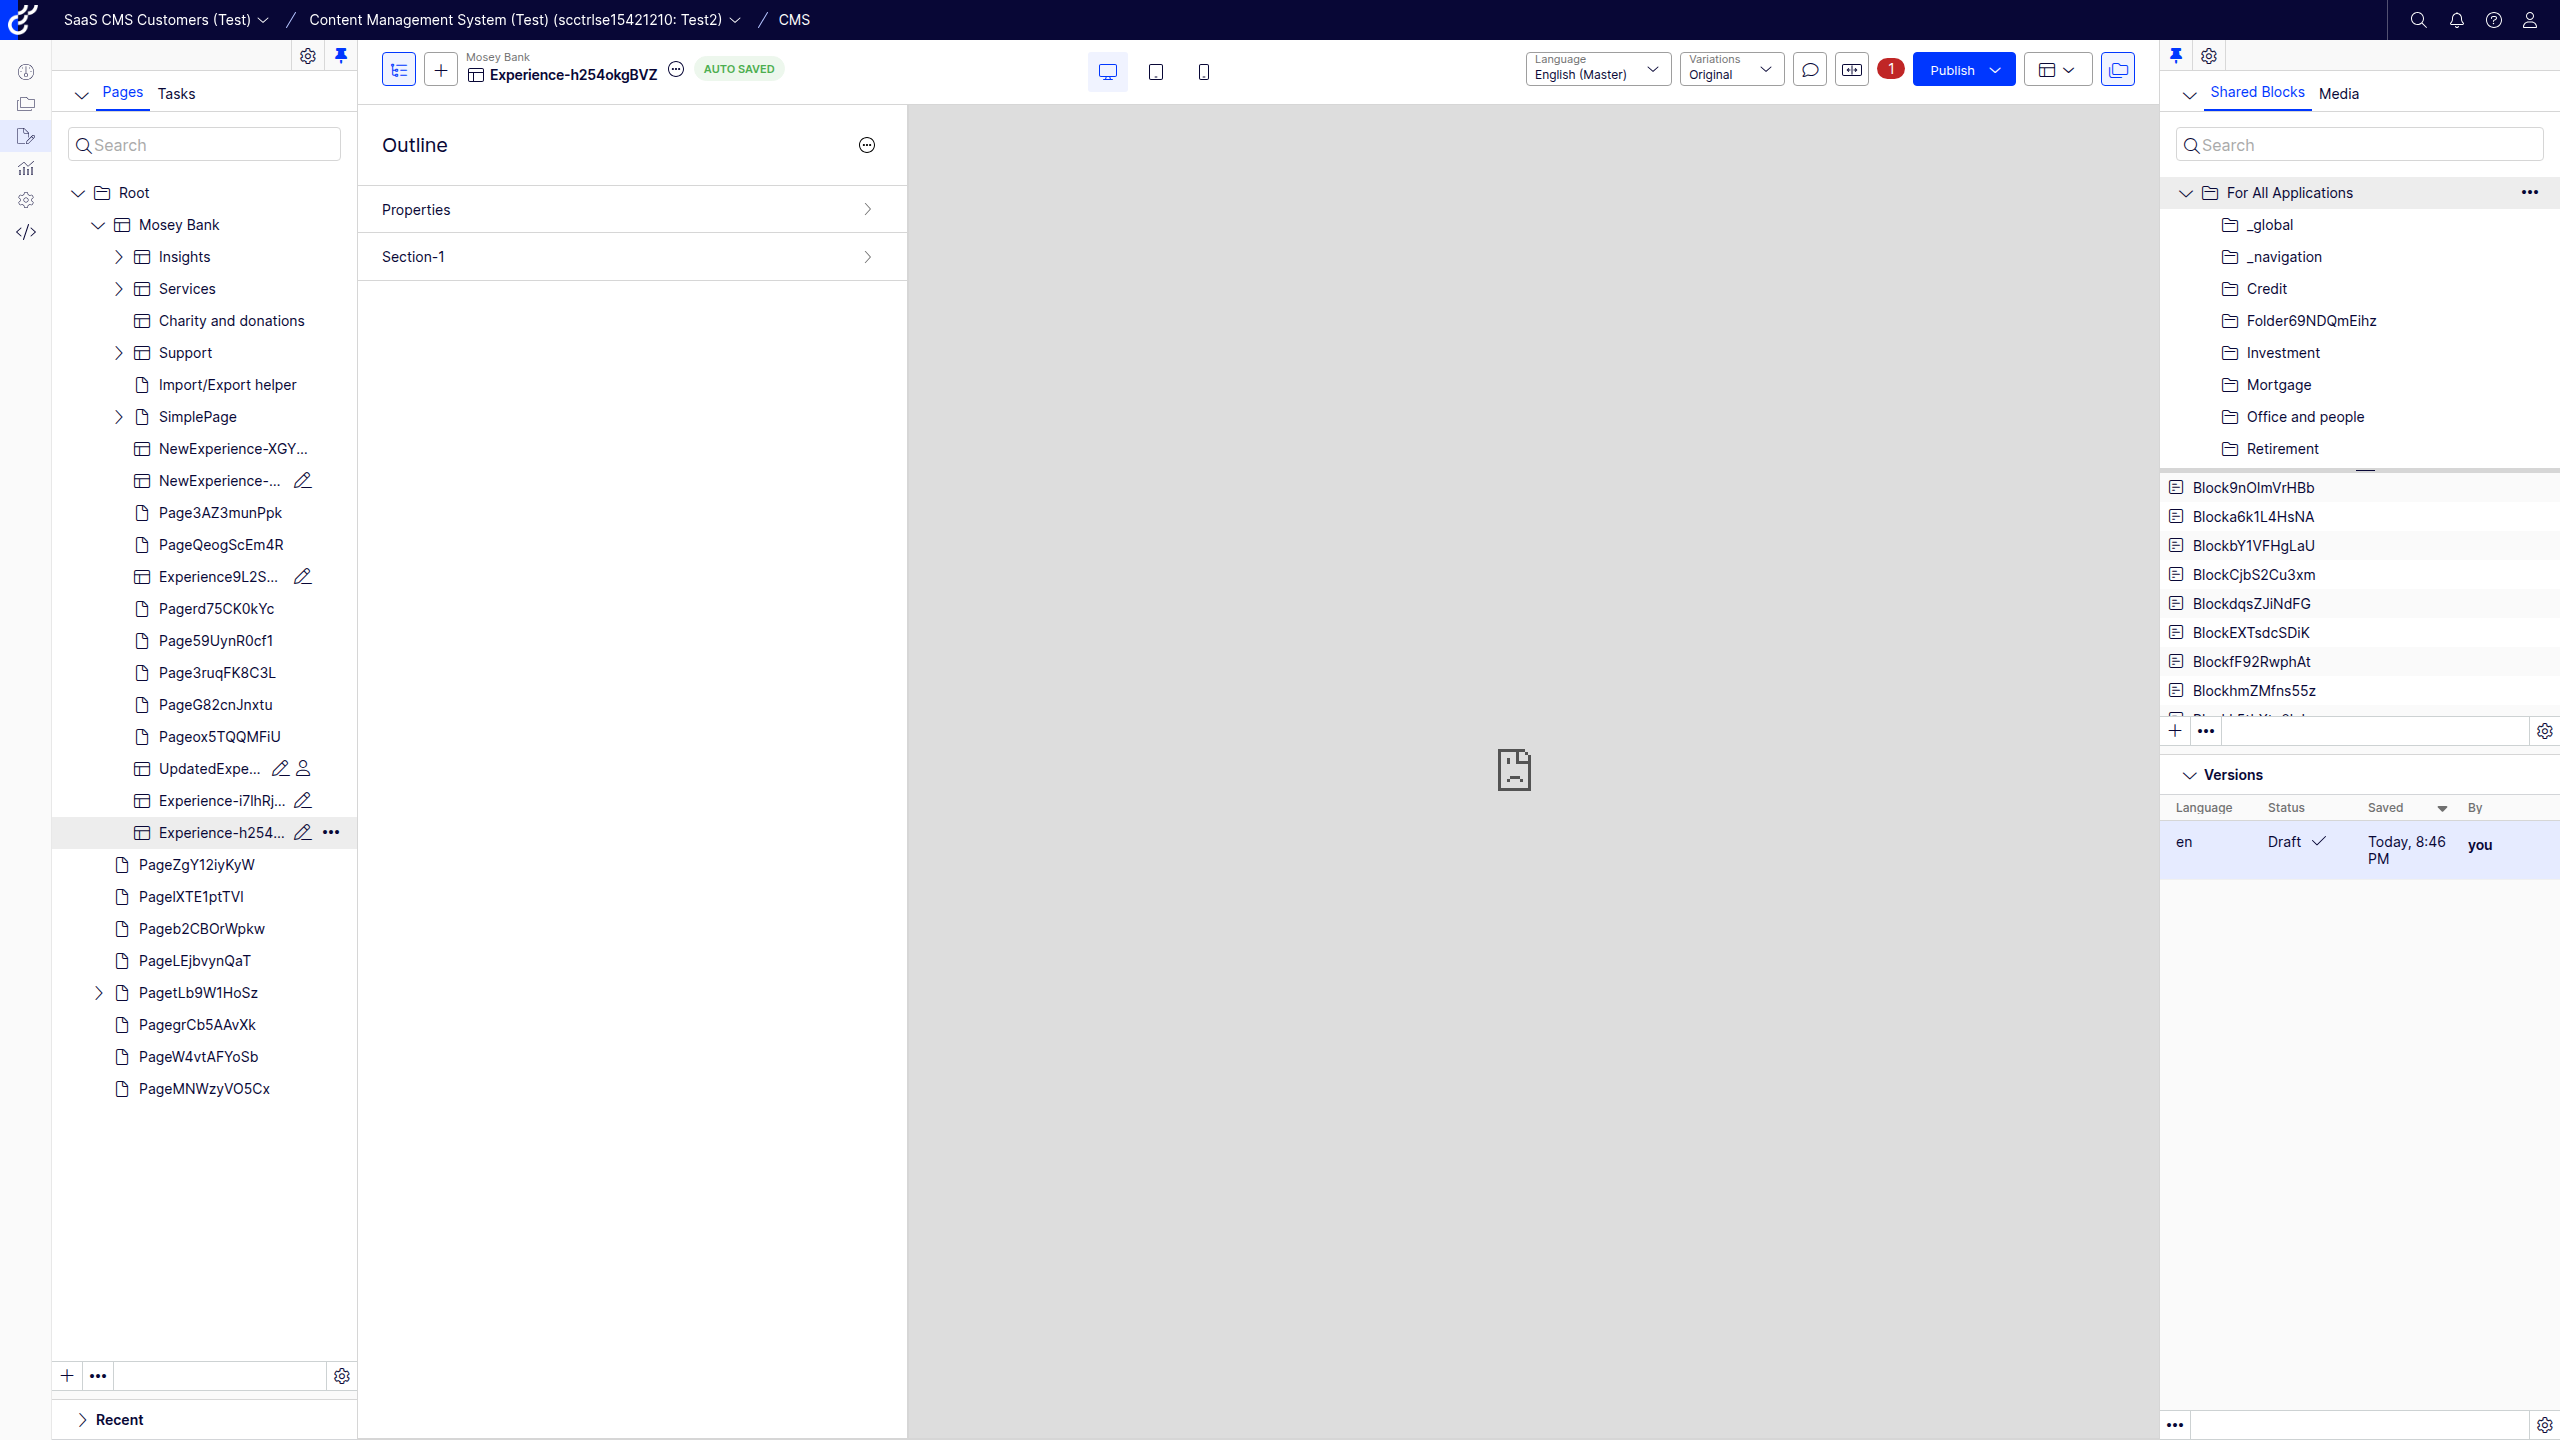 SaaS CMS Customers (Test) / Content Management System (Test) (scctrlse15421210: Test2) / CMS
Pages Tasks
Search
Root
Mosey Bank
Insights
Services
Charity and donations
Support
Import/Export helper
SimplePage
NewExperience-XGY...
NewExperience-...
Page3AZ3munPpk
PageQeogScEm4R
Experience9L2S...
Pagerd75CK0kYc
Page59UynR0cf1
Page3ruqFK8C3L
PageG82cnJnxtu
Pageox5TQQMFiU
UpdatedExpe...
Experience-i7lhRj...
Experience-h254...
PageZgY12iyKyW
PagelXTE1ptTVl
Pageb2CBOrWpkw
PageLEjbvynQaT
PagetLb9W1HoSz
PagegrCb5AAvXk
PageW4vtAFYoSb
PageMNWzyVO5Cx
Recent
Mosey Bank
Experience-h254okgBVZ
AUTO SAVED
Language
English (Master)
Variations
Original
1
Publish
Outline
Properties
Section-1
Shared Blocks Media
Search
For All Applications
_global
_navigation
Credit
Folder69NDQmEihz
Investment
Mortgage
Office and people
Retirement
Block9nOlmVrHBb
Blocka6k1L4HsNA
BlockbY1VFHgLaU
BlockCjbS2Cu3xm
BlockdqsZJiNdFG
BlockEXTsdcSDiK
BlockfF92RwphAt
BlockhmZMfns55z
Versions
Language Status Saved By
en Draft Today, 8:46 PM you